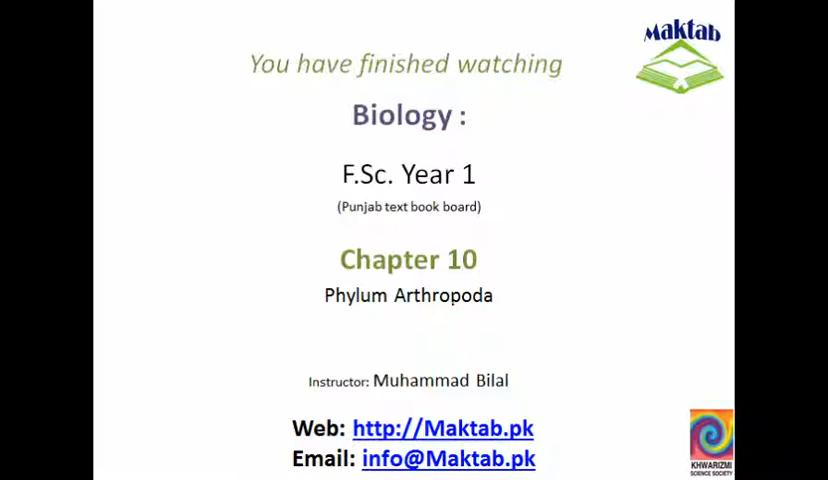 Maktab
You have finished watching
Biology :
F.Sc. Year 1
(Punjab text book board)
Chapter 10
Phylum Arthropoda
Instructor: Muhammad Bilal
Web: http://Maktab.pk
Email: info@Maktab.pk
KHWARIZMI
SCIENCE SOCIETY